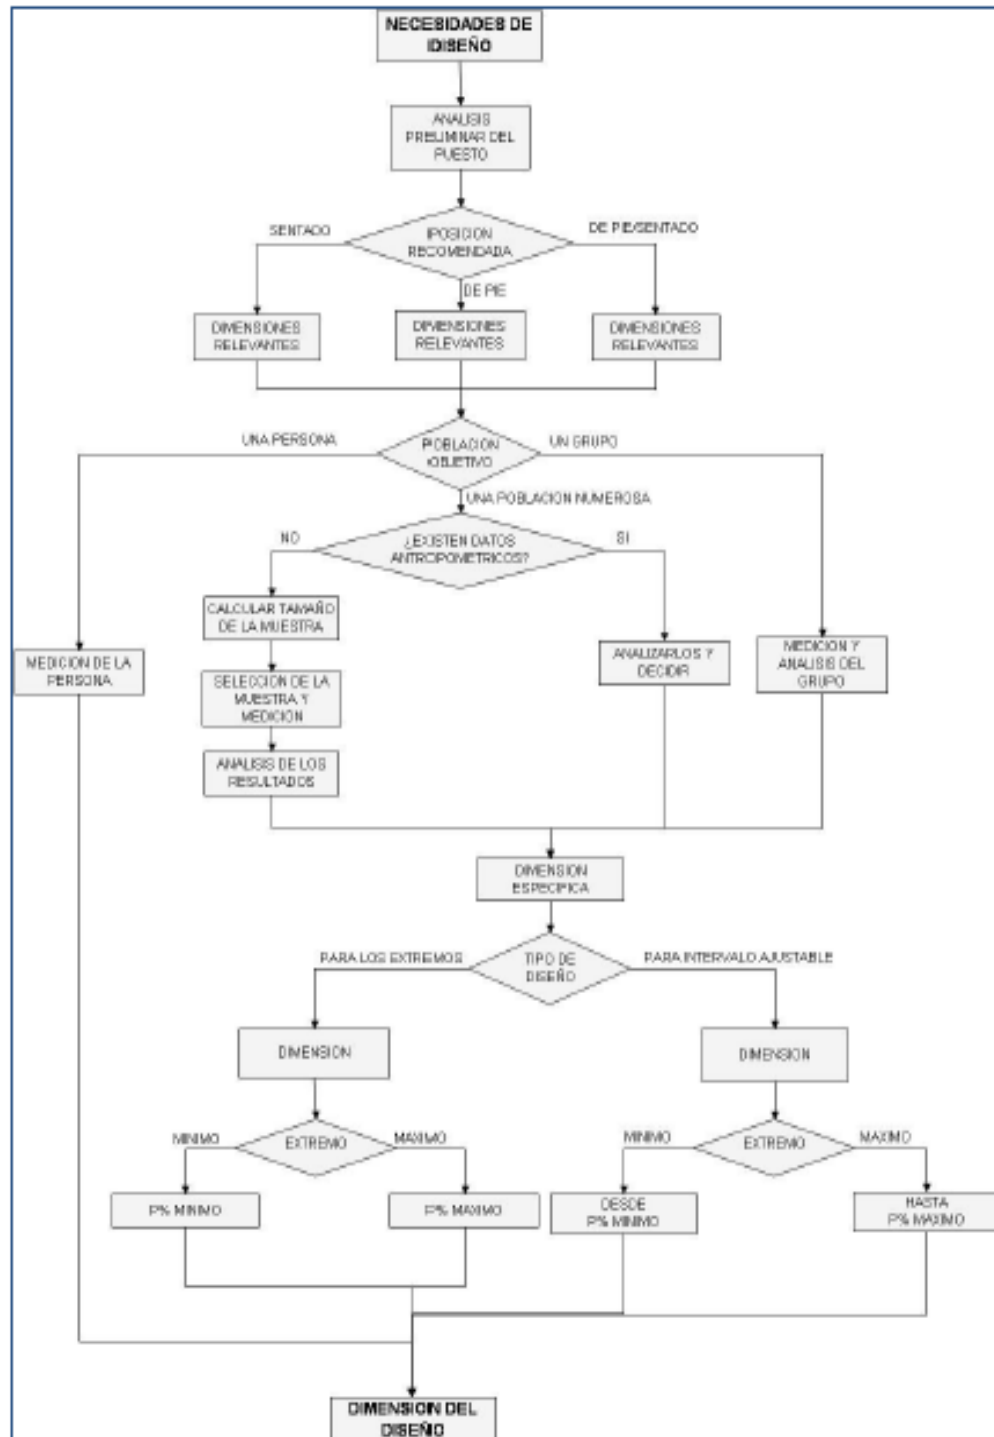 NECESIDADES DE
DISEÑO
ANALISIS
PRELIMINAR DEL
PUESTO
SENTADO
POSICION
RECOMENDADA
DE PIE/SENTADO
DE PIE
DIMENSIONES
RELEVANTES
DIMENSIONES
RELEVANTES
DIMENSIONES
RELEVANTES
UNA PERSONA
POBLACION
OBJETIVO
UN GRUPO
UNA POBLACION NUMEROSA
NO
¿EXISTEN DATOS
ANTROPOMETRICOS?
SI
CALCULAR TAMAÑO
DE LA MUESTRA
MEDICION DE LA
PERSONA
SELECCION DE LA
MUESTRA Y
MEDICION
ANALIZARLOS Y
DECIDIR
MEDICION Y
ANALISIS DEL
GRUPO
ANALISIS DE LOS
RESULTADOS
DIMENSION
ESPECIFICA
PARA LOS EXTREMOS
TIPO DE
DISEÑO
PARA INTERVALO AJUSTABLE
DIMENSION
DIMENSION
MINIMO
EXTREMO
MAXIMO
MINIMO
EXTREMO
MAXIMO
P% MINIMO
P% MAXIMO
DESDE
P% MINIMO
HASTA
P% MAXIMO
DIMENSION DEL
DISEÑO